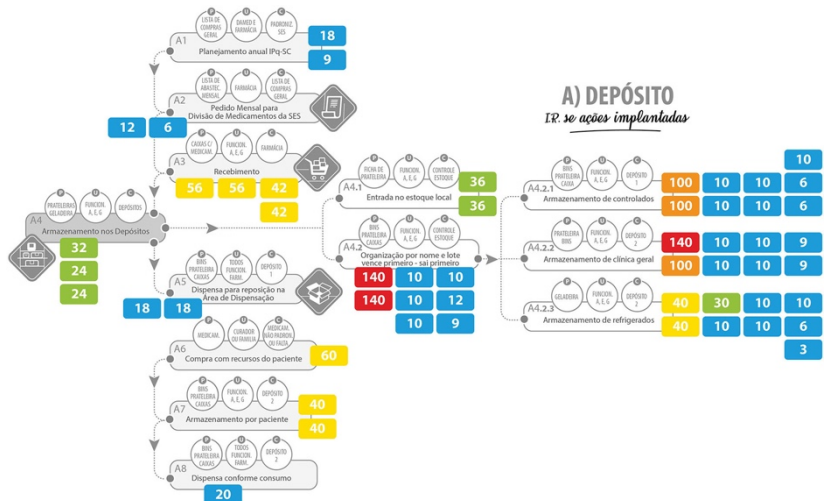 A) DEPÓSITO
I.R. se ações implantadas
P U C
LISTA DE COMPRAS GERAL
DAMED E FARMÁCIA
PADRONIZ. SES
A1
Planejamento anual IPq-SC
18
9
P U C
LISTA DE ABASTEC. MENSAL
FARMÁCIA
LISTA DE COMPRAS GERAL
A2
Pedido Mensal para
Divisão de Medicamentos da SES
12 6
P U C
CAIXAS C/ MEDICAM.
FUNCION. A, E, G
FARMÁCIA
A3
Recebimento
56 56 42
42
P U C
PRATELEIRAS GELADEIRA
FUNCION. A, E, G
DEPÓSITOS
A4
Armazenamento nos Depósitos
32
24
24
P U C
FICHA DE PRATELEIRA
FUNCION. A, E, G
CONTROLE ESTOQUE
A4.1
Entrada no estoque local
36
36
P U C
BINS PRATELEIRA CAIXAS
FUNCION. A, E, G
CONTROLE ESTOQUE
A4.2
Organização por nome e lote
vence primeiro - sai primeiro
140 10 10
140 10 12
10 9
P U C
BINS PRATELEIRA CAIXA
FUNCION. A, E, G
DEPÓSITO 1
A4.2.1
Armazenamento de controlados
10
100 10 10 6
100 10 10 6
P U C
PRATELEIRA BINS
FUNCION. A, E, G
DEPÓSITO 2
A4.2.2
Armazenamento de clínica geral
140 10 10 9
100 10 10 9
P U C
GELADEIRA
FUNCION. A, E, G
DEPÓSITO 2
A4.2.3
Armazenamento de refrigerados
40 30 10 10
40 10 10 6
3
P U C
BINS PRATELEIRA CAIXAS
TODOS FUNCION. FARM.
DEPÓSITO 1
A5
Dispensa para reposição na
Área de Dispensação
18 18
P U C
MEDICAM.
CURADOR OU FAMÍLIA
MEDICAM. NÃO PADRON. OU FALTA
A6
Compra com recursos do paciente
60
P U C
BINS PRATELEIRA CAIXAS
FUNCION. A, E, G
DEPÓSITO 2
A7
Armazenamento por paciente
40
40
P U C
BINS PRATELEIRA CAIXAS
TODOS FUNCION. FARM.
DEPÓSITO 2
A8
Dispensa conforme consumo
20